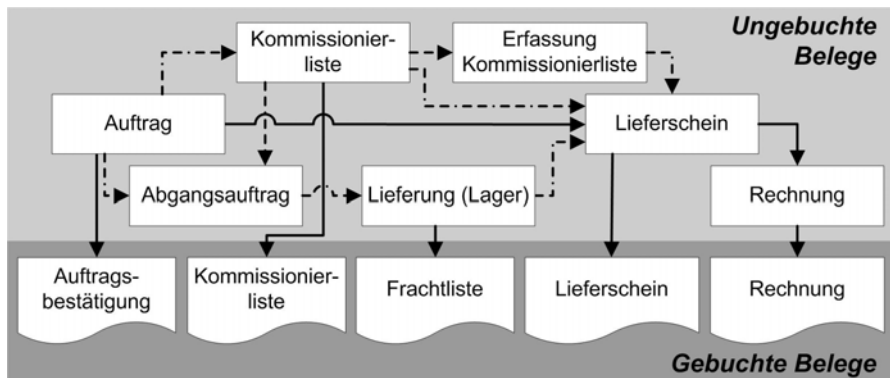 Ungebuchte
Belege
Kommissionier-
liste
Erfassung
Kommissionierliste
Auftrag
Lieferschein
Abgangsauftrag
Lieferung (Lager)
Rechnung
Auftrags-
bestätigung
Kommissionier-
liste
Frachtliste
Lieferschein
Rechnung
Gebuchte Belege